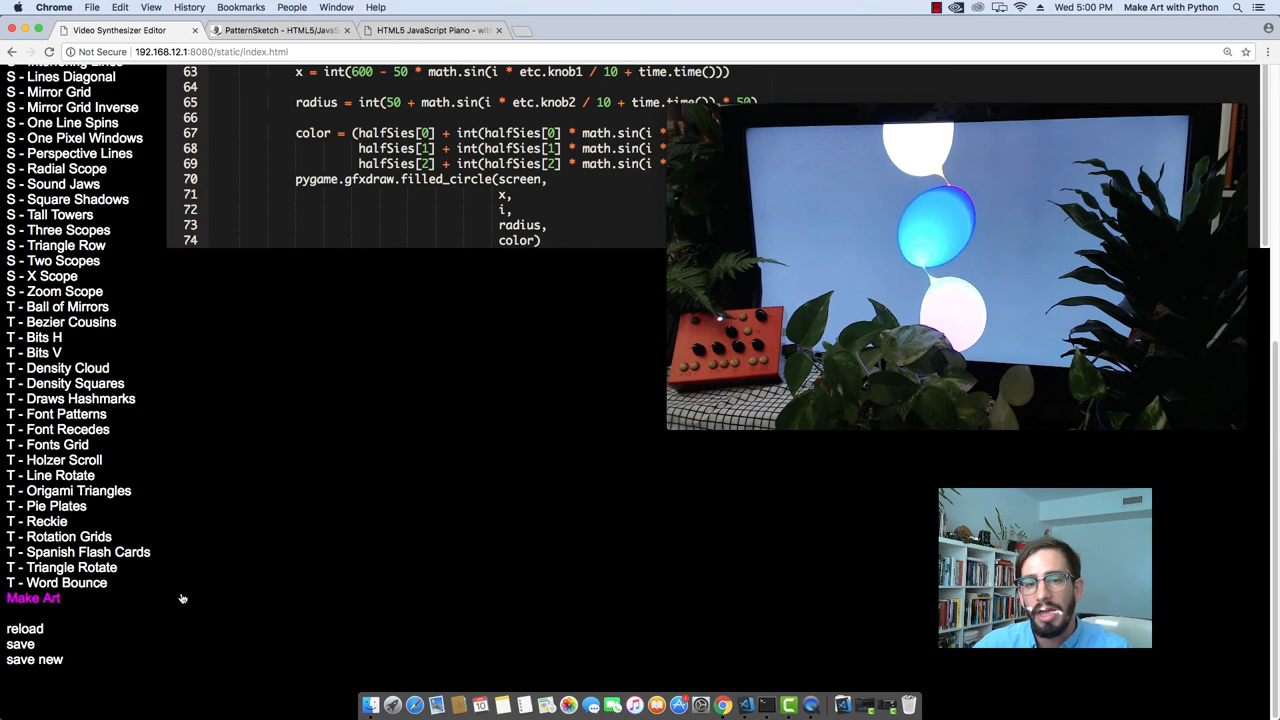 Chrome File Edit View History Bookmarks People Window Help Wed 5:00 PM Make Art with Python
Video Synthesizer Editor PatternSketch - HTML5/JavaS HTML5 JavaScript Piano - with
Not Secure 192.168.12.1:8080/static/index.html
S - Lines Diagonal
S - Mirror Grid
S - Mirror Grid Inverse
S - One Line Spins
S - One Pixel Windows
S - Perspective Lines
S - Radial Scope
S - Sound Jaws
S - Square Shadows
S - Tall Towers
S - Three Scopes
S - Triangle Row
S - Two Scopes
S - X Scope
S - Zoom Scope
T - Ball of Mirrors
T - Bezier Cousins
T - Bits H
T - Bits V
T - Density Cloud
T - Density Squares
T - Draws Hashmarks
T - Font Patterns
T - Font Recedes
T - Fonts Grid
T - Holzer Scroll
T - Line Rotate
T - Origami Triangles
T - Pie Plates
T - Reckie
T - Rotation Grids
T - Spanish Flash Cards
T - Triangle Rotate
T - Word Bounce
Make Art
reload
save
save new
63 x = int(600 - 50 * math.sin(i * etc.knob1 / 10 + time.time()))
64
65 radius = int(50 + math.sin(i * etc.knob2 / 10 + time.time()) * 50)
66
67 color = (halfSies[0] + int(halfSies[0] * math.sin(i *
68 halfSies[1] + int(halfSies[1] * math.sin(i *
69 halfSies[2] + int(halfSies[2] * math.sin(i *
70 pygame.gfxdraw.filled_circle(screen,
71 x,
72 i,
73 radius,
74 color)